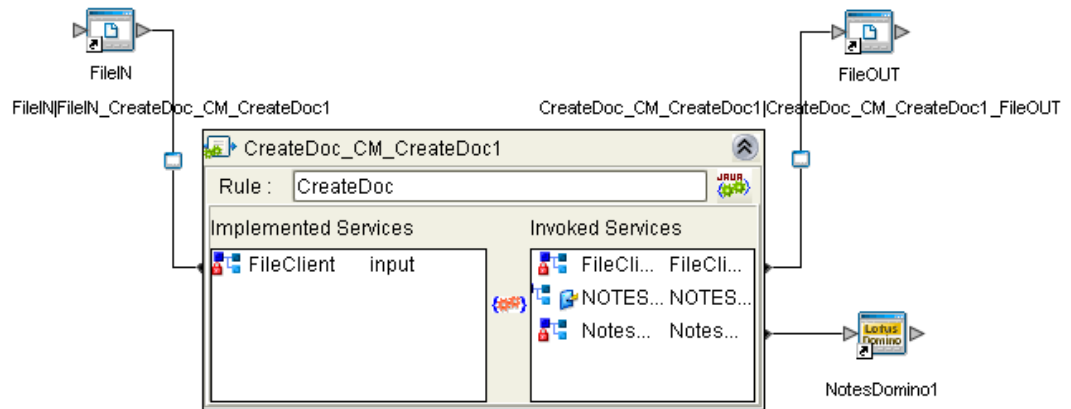 FileIN
FileOUT
FileIN|FileIN_CreateDoc_CM_CreateDoc1
CreateDoc_CM_CreateDoc1|CreateDoc_CM_CreateDoc1_FileOUT
CreateDoc_CM_CreateDoc1
Rule : CreateDoc JAVA
Implemented Services Invoked Services
FileClient input FileCli... FileCli...
NOTES... NOTES...
Notes... Notes...
Lotus
Domino
NotesDomino1